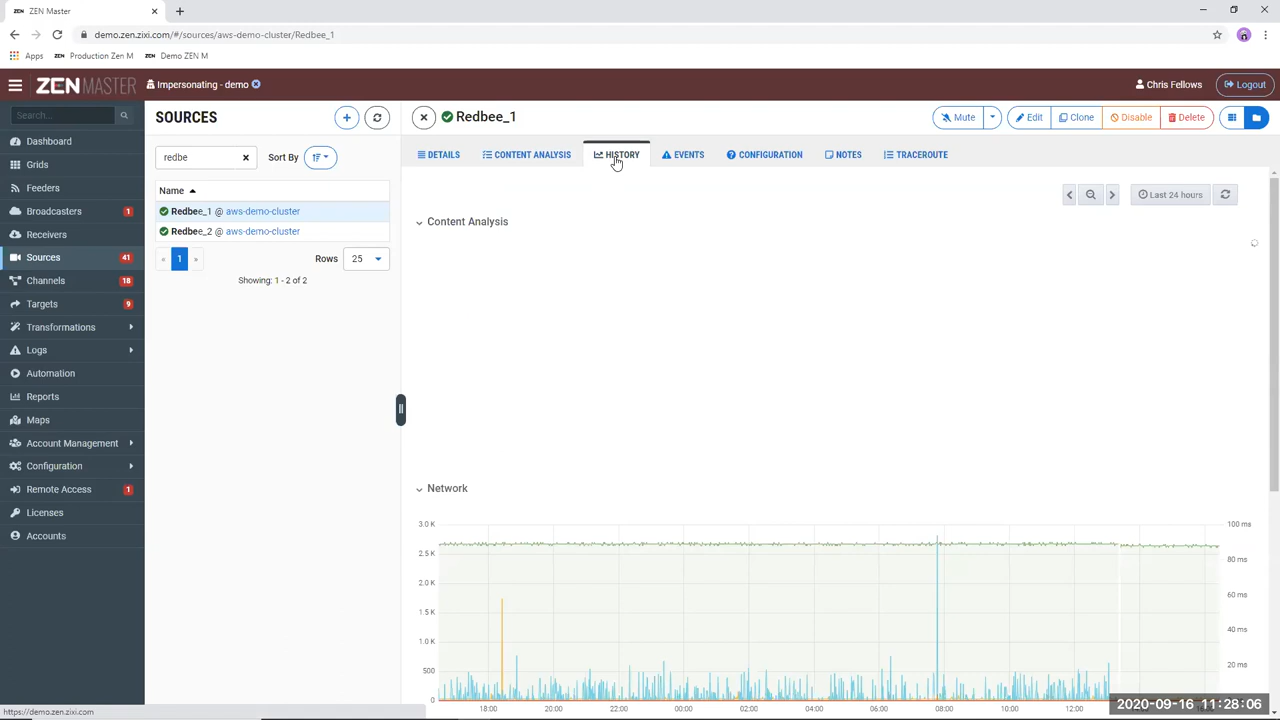 ZEN ZEN Master
demo.zen.zixi.com/#/sources/aws-demo-cluster/Redbee_1
Apps ZEN Production Zen M ZEN Demo ZEN M
ZENMASTER Impersonating - demo Chris Fellows Logout
Search...
Dashboard
Grids
Feeders
Broadcasters 1
Receivers
Sources 41
Channels 18
Targets 9
Transformations
Logs
Automation
Reports
Maps
Account Management
Configuration
Remote Access 1
Licenses
Accounts
https://demo.zen.zixi.com
SOURCES
redbe Sort By
Name
Redbee_1 @ aws-demo-cluster
Redbee_2 @ aws-demo-cluster
« 1 » Rows 25
Showing: 1 - 2 of 2
Redbee_1 Mute Edit Clone Disable Delete
DETAILS CONTENT ANALYSIS HISTORY EVENTS CONFIGURATION NOTES TRACEROUTE
Last 24 hours
Content Analysis
Network
3.0 K 100 ms
2.5 K 80 ms
2.0 K 60 ms
1.5 K 40 ms
1.0 K
500 20 ms
0
18:00 20:00 22:00 00:00 02:00 04:00 06:00 08:00 10:00 12:00
2020-09-16 11:28:06